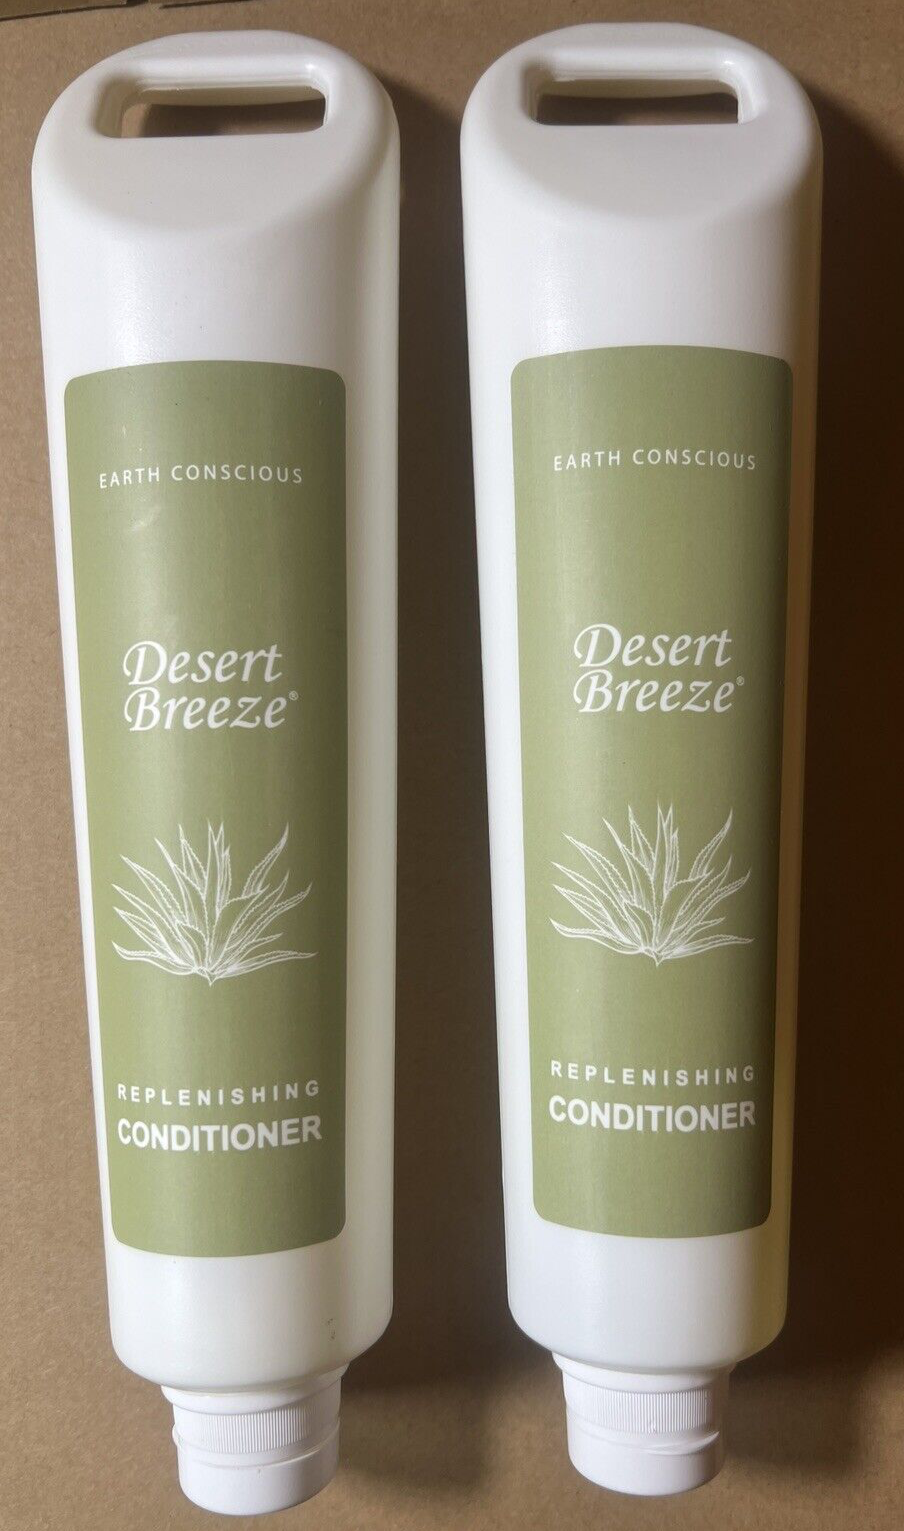 EARTH CONSCIOUS
Desert
Breeze®
REPLENISHING
CONDITIONER
EARTH CONSCIOUS
Desert
Breeze®
REPLENISHING
CONDITIONER